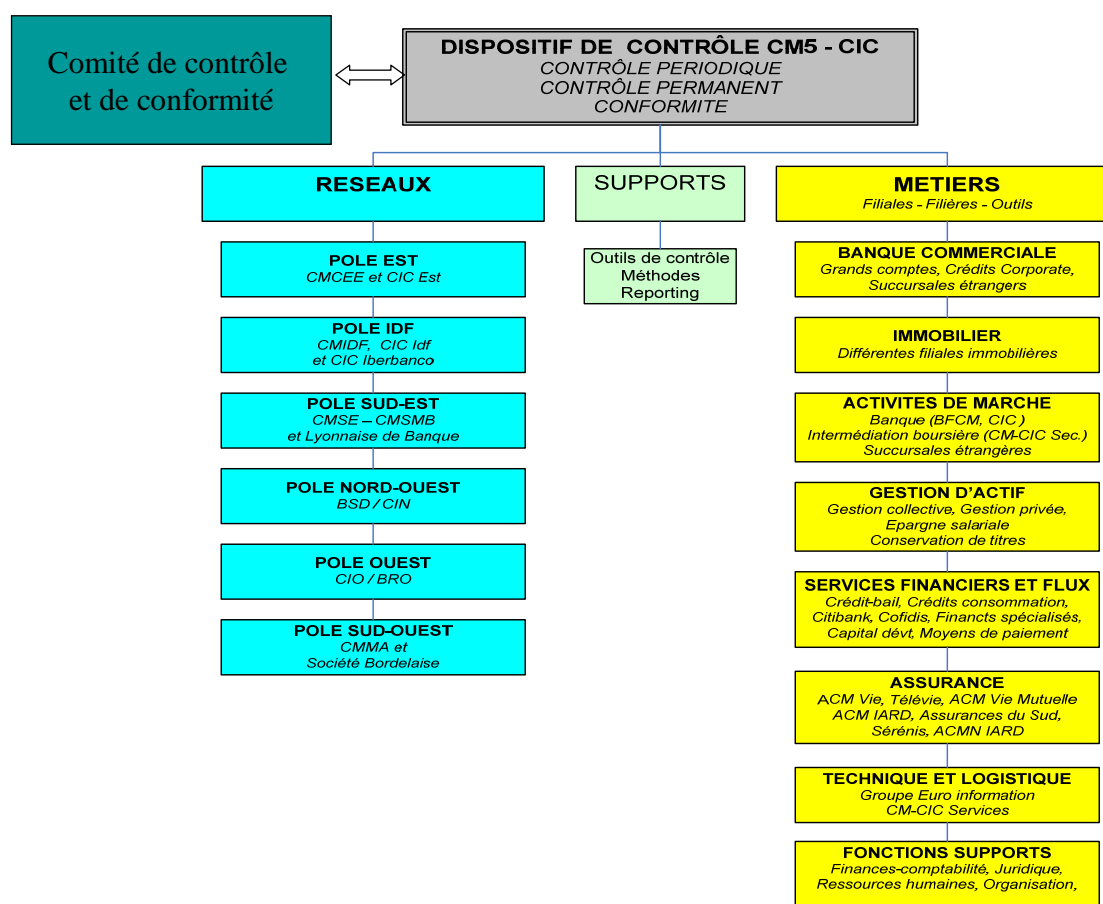 Comité de contrôle
et de conformité
DISPOSITIF DE CONTRÔLE CM5 - CIC
CONTRÔLE PERIODIQUE
CONTRÔLE PERMANENT
CONFORMITE
RESEAUX
POLE EST
CMCEE et CIC Est
POLE IDF
CMIDF, CIC Idf
et CIC Iberbanco
POLE SUD-EST
CMSE – CMSMB
et Lyonnaise de Banque
POLE NORD-OUEST
BSD / CIN
POLE OUEST
CIO / BRO
POLE SUD-OUEST
CMMA et
Société Bordelaise
SUPPORTS
Outils de contrôle
Méthodes
Reporting
METIERS
Filiales - Filières - Outils
BANQUE COMMERCIALE
Grands comptes, Crédits Corporate,
Succursales étrangers
IMMOBILIER
Différentes filiales immobilières
ACTIVITES DE MARCHE
Banque (BFCM, CIC )
Intermédiation boursière (CM-CIC Sec.)
Succursales étrangères
GESTION D'ACTIF
Gestion collective, Gestion privée,
Epargne salariale
Conservation de titres
SERVICES FINANCIERS ET FLUX
Crédit-bail, Crédits consommation,
Citibank, Cofidis, Financts spécialisés,
Capital dévt, Moyens de paiement
ASSURANCE
ACM Vie, Télévie, ACM Vie Mutuelle
ACM IARD, Assurances du Sud,
Sérénis, ACMN IARD
TECHNIQUE ET LOGISTIQUE
Groupe Euro information
CM-CIC Services
FONCTIONS SUPPORTS
Finances-comptabilité, Juridique,
Ressources humaines, Organisation,